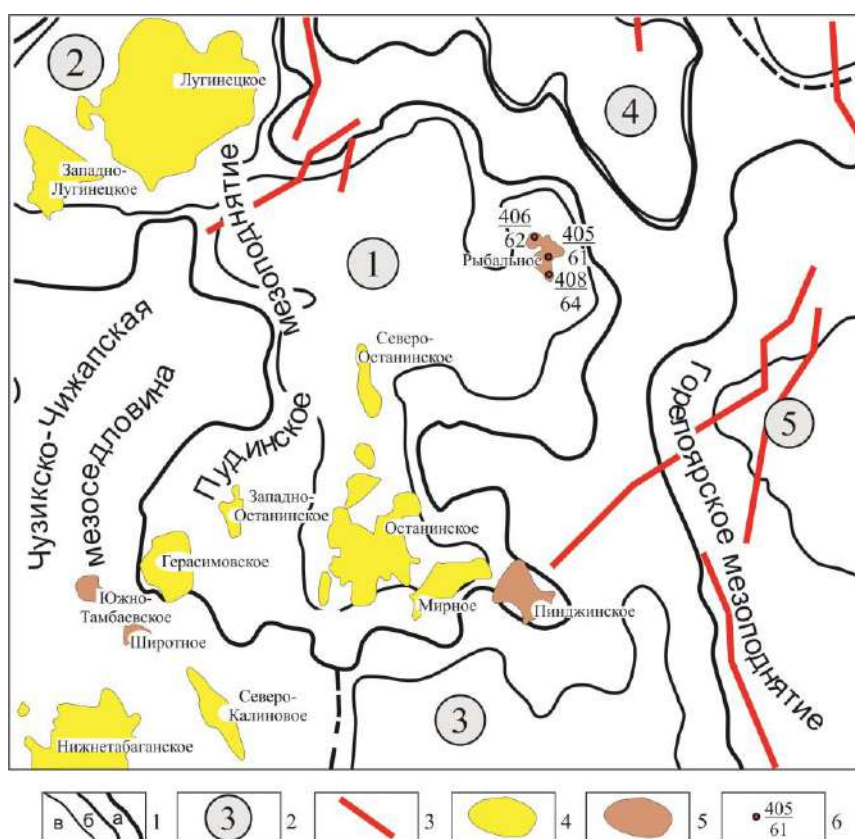 2
Лугинецкое
Западно-
Лугинецкое
Пудинское мезоподнятие
4
1
406
62
405
61
Рыбальное
408
64
Северо-
Останинское
Чузикско-Чижапская
мезоседловина
5
Горелоярское мезоподнятие
Западно-
Останинское
Останинское
Герасимовское
Южно-
Тамбаевское
Мирное
Пинджинское
Широтное
Северо-
Калиновое
3
Нижнетабаганское
в б а 1
3 2
3
4
5
405
61
6